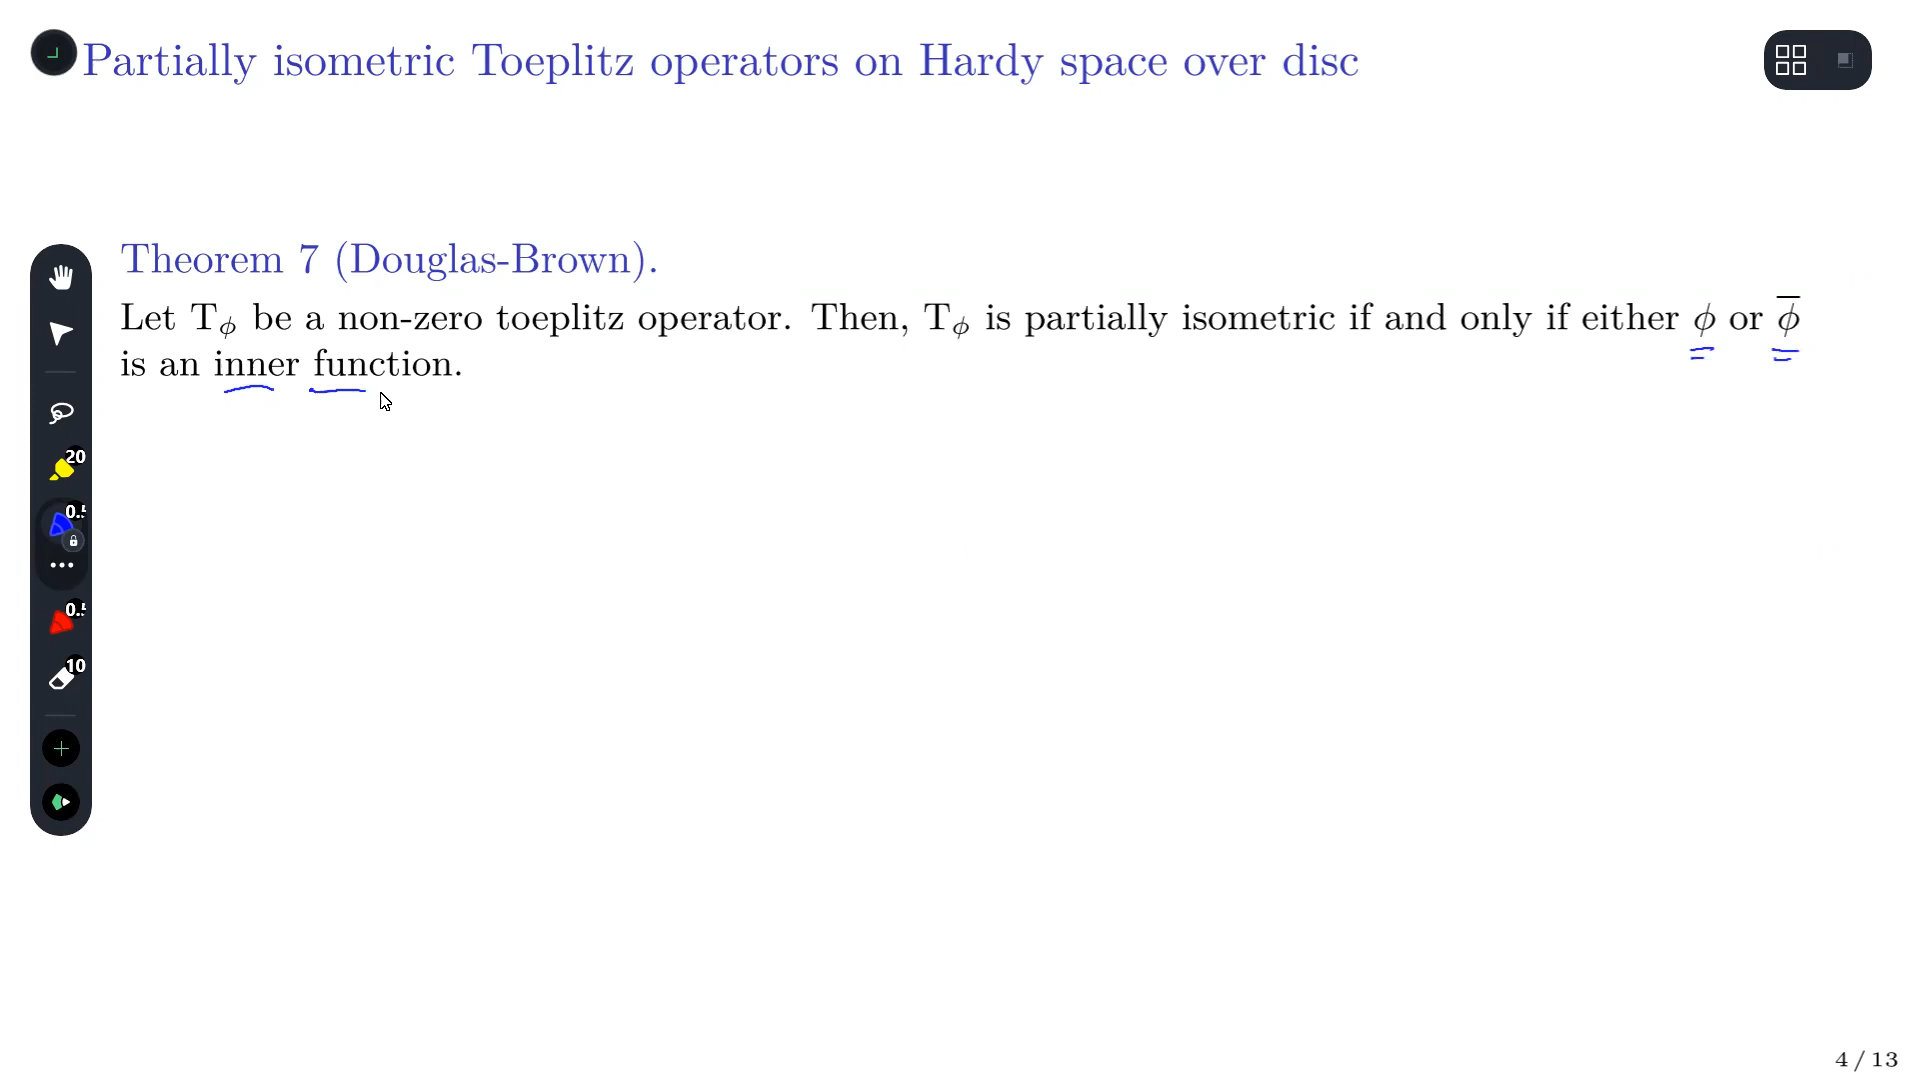 Partially isometric Toeplitz operators on Hardy space over disc
Theorem 7 (Douglas-Brown).
Let T_ϕ be a non-zero toeplitz operator. Then, T_ϕ is partially isometric if and only if either ϕ or \overline{ϕ}
is an inner function.
20
0.5
0.5
10
4 / 13